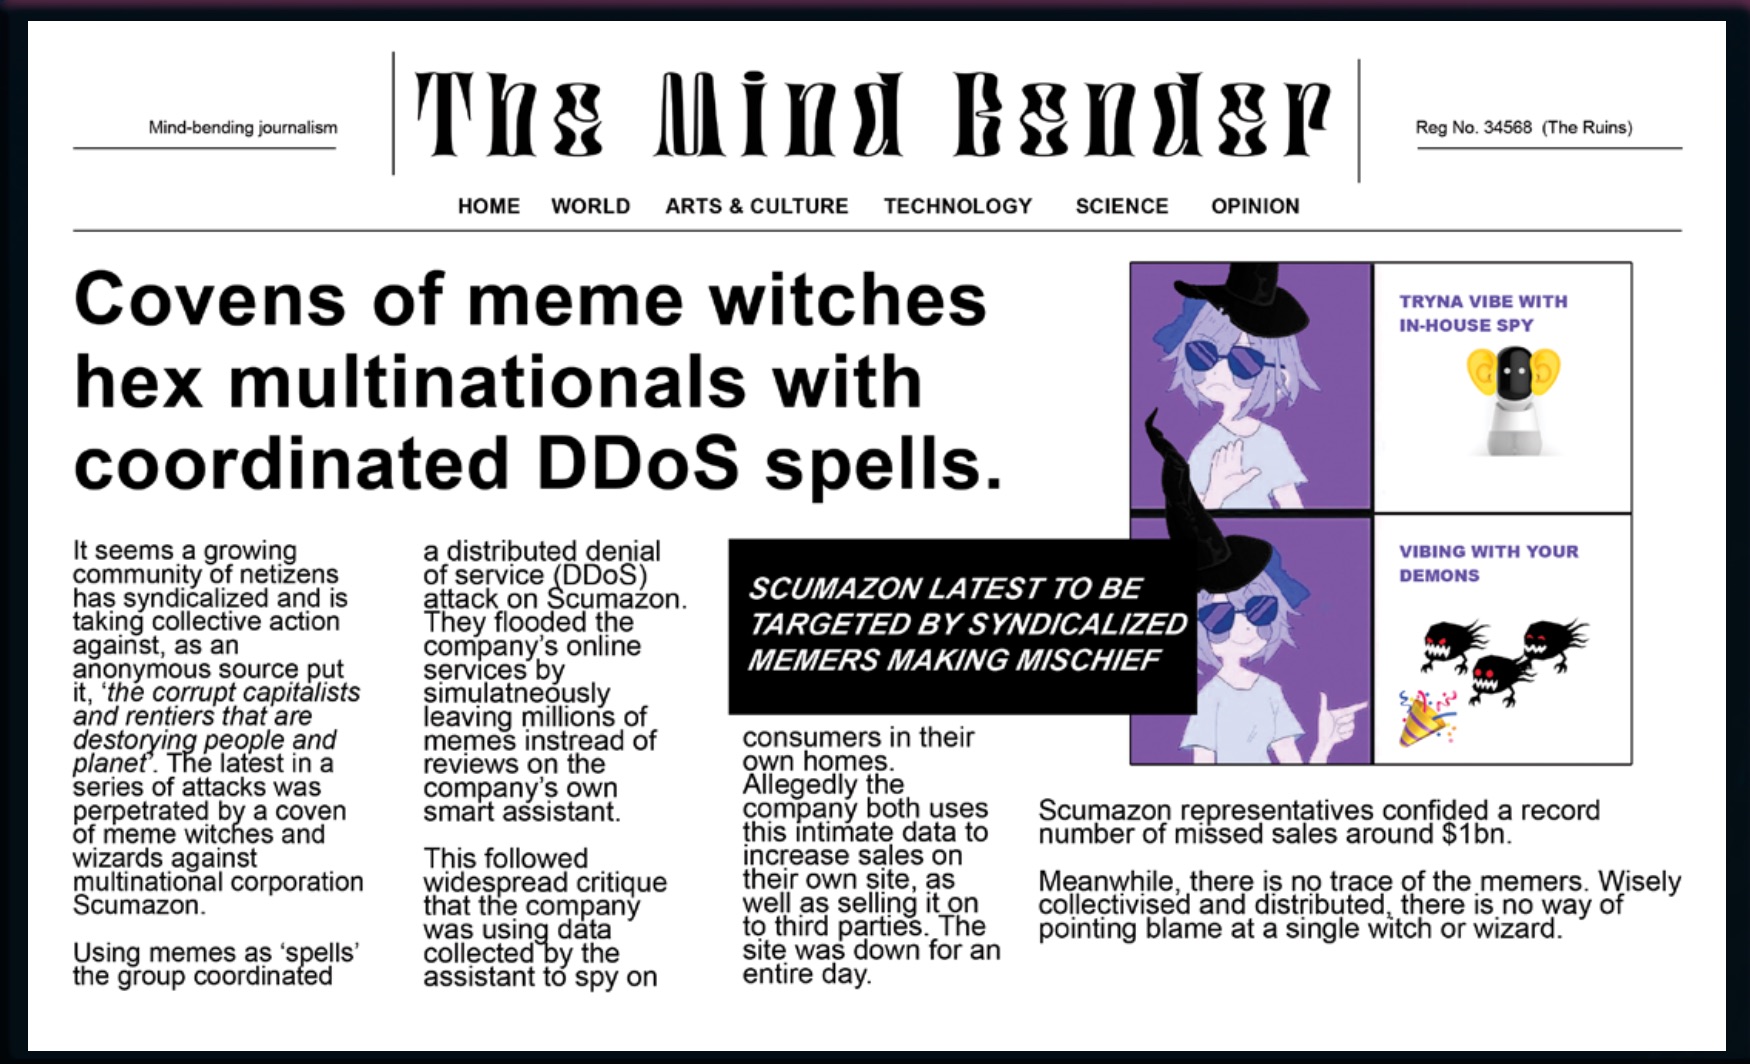 Mind-bending journalism
The Mind Bender
Reg No. 34568 (The Ruins)
HOME WORLD ARTS & CULTURE TECHNOLOGY SCIENCE OPINION
Covens of meme witches
hex multinationals with
coordinated DDoS spells.
It seems a growing
community of netizens
has syndicalized and is
taking collective action
against, as an
anonymous source put
it, ‘the corrupt capitalists
and rentiers that are
destorying people and
planet’. The latest in a
series of attacks was
perpetrated by a coven
of meme witches and
wizards against
multinational corporation
Scumazon.
Using memes as ‘spells’
the group coordinated
a distributed denial
of service (DDoS)
attack on Scumazon.
They flooded the
company’s online
services by
simulatneously
leaving millions of
memes instread of
reviews on the
company’s own
smart assistant.
This followed
widespread critique
that the company
was using data
collected by the
assistant to spy on
SCUMAZON LATEST TO BE
TARGETED BY SYNDICALIZED
MEMERS MAKING MISCHIEF
consumers in their
own homes.
Allegedly the
company both uses
this intimate data to
increase sales on
their own site, as
well as selling it on
to third parties. The
site was down for an
entire day.
TRYNA VIBE WITH
IN-HOUSE SPY
VIBING WITH YOUR
DEMONS
Scumazon representatives confided a record
number of missed sales around $1bn.
Meanwhile, there is no trace of the memers. Wisely
collectivised and distributed, there is no way of
pointing blame at a single witch or wizard.